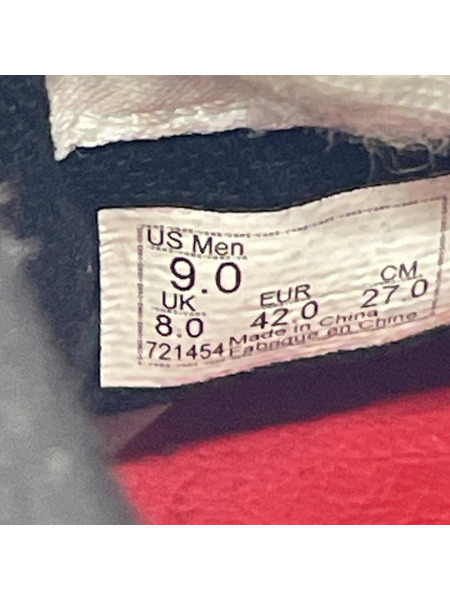 US Men
9.0
UK EUR CM.
8.0 42.0 27.0
721454 Made in China
Fabriqué en Chine